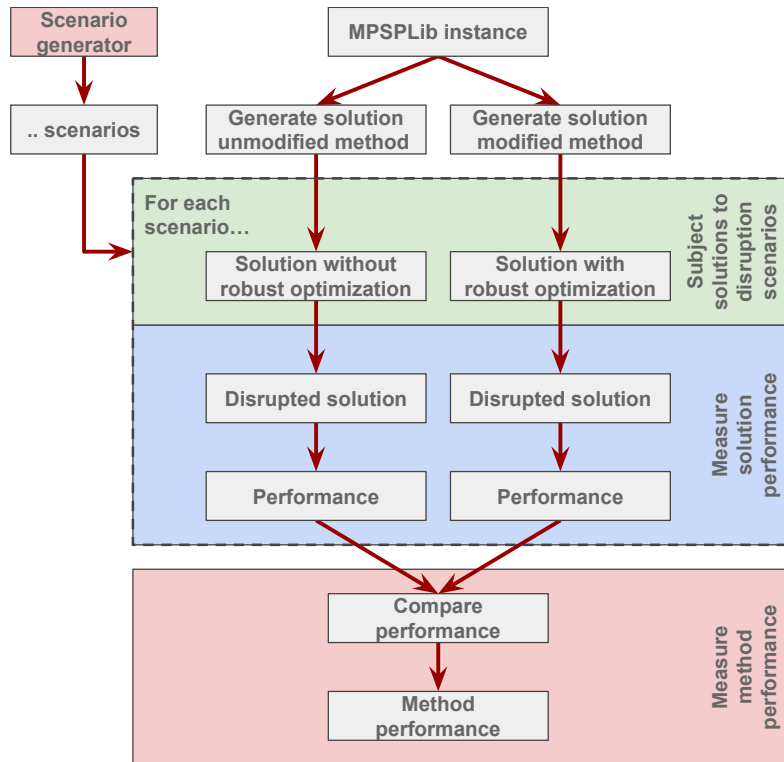 Scenario
generator
MPSPLib instance
.. scenarios
Generate solution
unmodified method
Generate solution
modified method
For each
scenario…
Subject
solutions to
disruption
scenarios
Solution without
robust optimization
Solution with
robust optimization
Disrupted solution
Disrupted solution
Measure
solution
performance
Performance
Performance
Compare
performance
Measure
method
performance
Method
performance